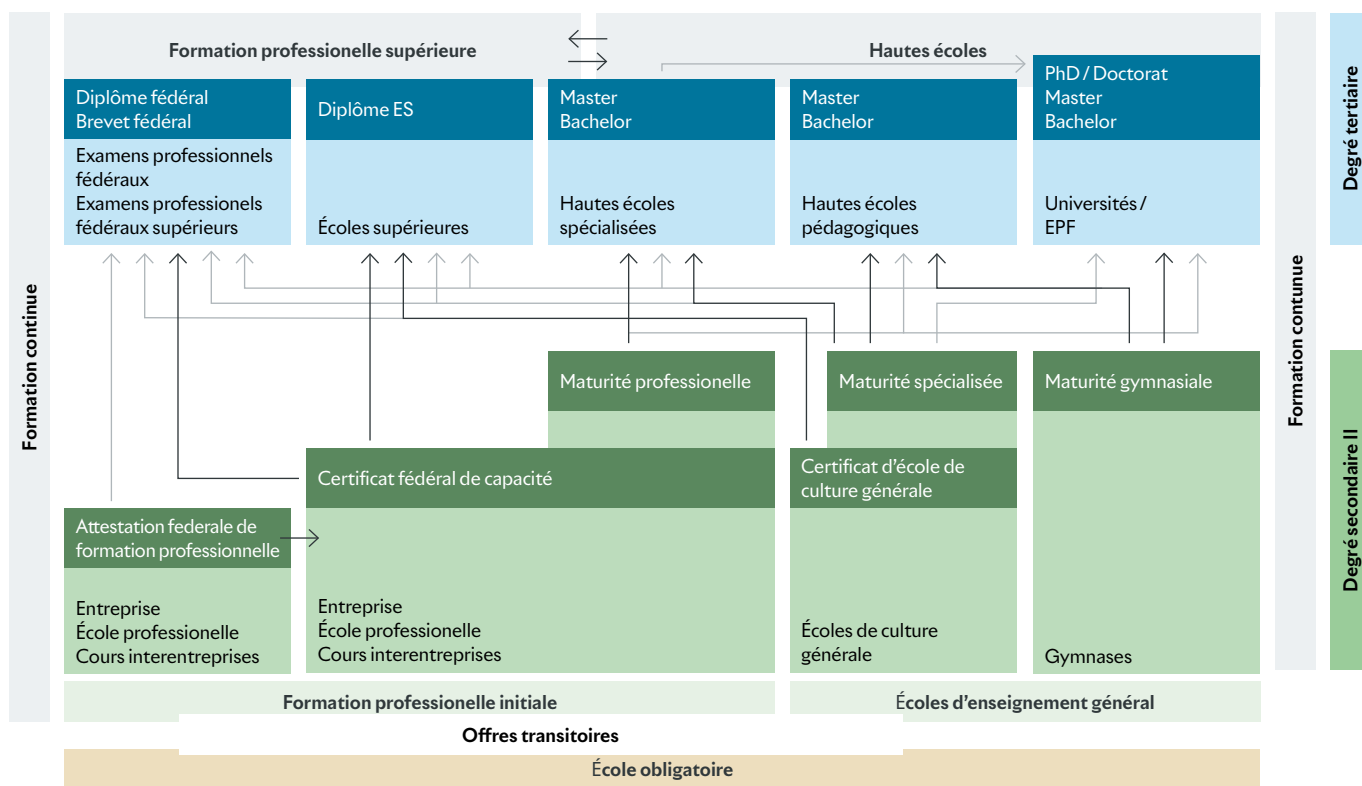 Formation continue
Formation professionelle supérieure
Hautes écoles
Diplôme fédéral
Brevet fédéral
Examens professionnels
fédéraux
Examens professionels
fédéraux supérieurs
Diplôme ES
Écoles supérieures
Master
Bachelor
Hautes écoles
spécialisées
Master
Bachelor
Hautes écoles
pédagogiques
PhD / Doctorat
Master
Bachelor
Universités /
EPF
Formation contunue
Degré tertiaire
Maturité professionelle
Maturité spécialisée
Maturité gymnasiale
Certificat fédéral de capacité
Certificat d'école de
culture générale
Attestation federale de
formation professionnelle
Entreprise
École professionelle
Cours interentreprises
Entreprise
École professionelle
Cours interentreprises
Écoles de culture
générale
Gymnases
Degré secondaire II
Formation professionelle initiale
Écoles d'enseignement général
Offres transitoires
École obligatoire